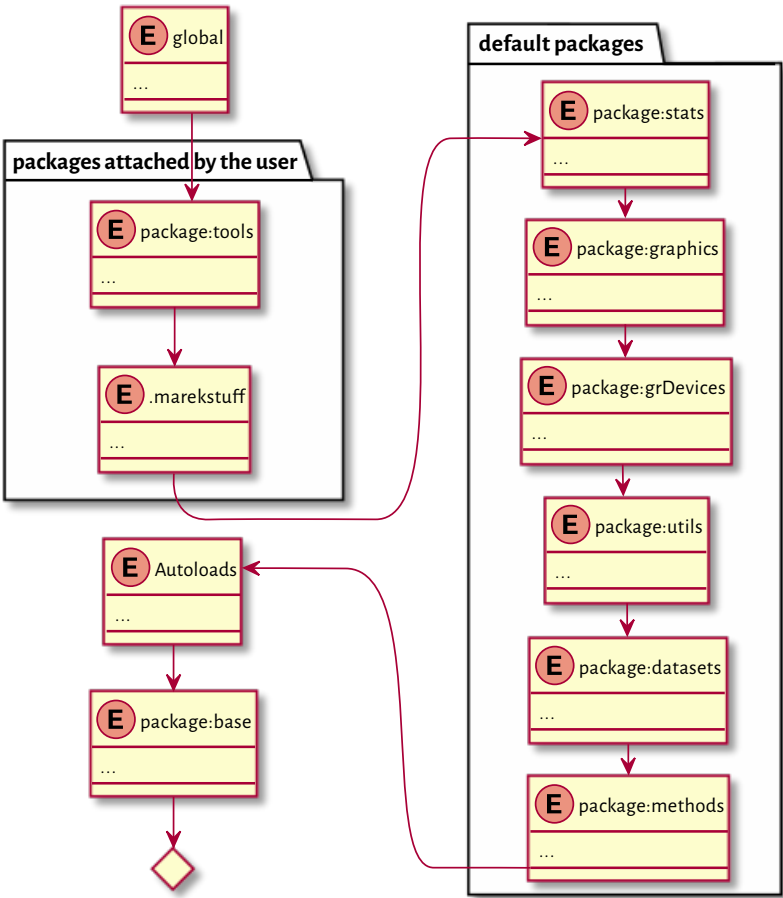 E global
...
packages attached by the user
E package:tools
...
E .marekstuff
...
default packages
E package:stats
...
E package:graphics
...
E package:grDevices
...
E package:utils
...
E package:datasets
...
E package:methods
...
E Autoloads
...
E package:base
...